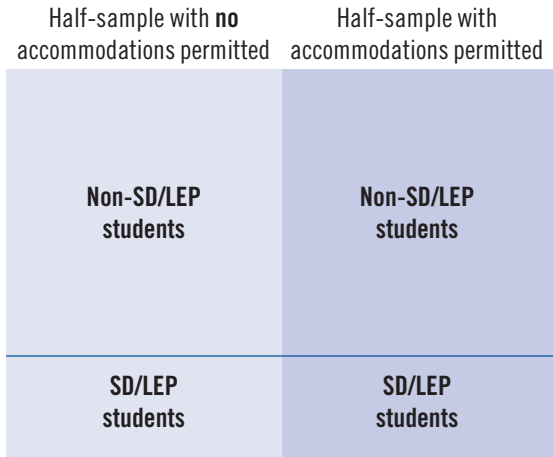 Half-sample with no
accommodations permitted
Half-sample with
accommodations permitted
Non-SD/LEP
students
Non-SD/LEP
students
SD/LEP
students
SD/LEP
students